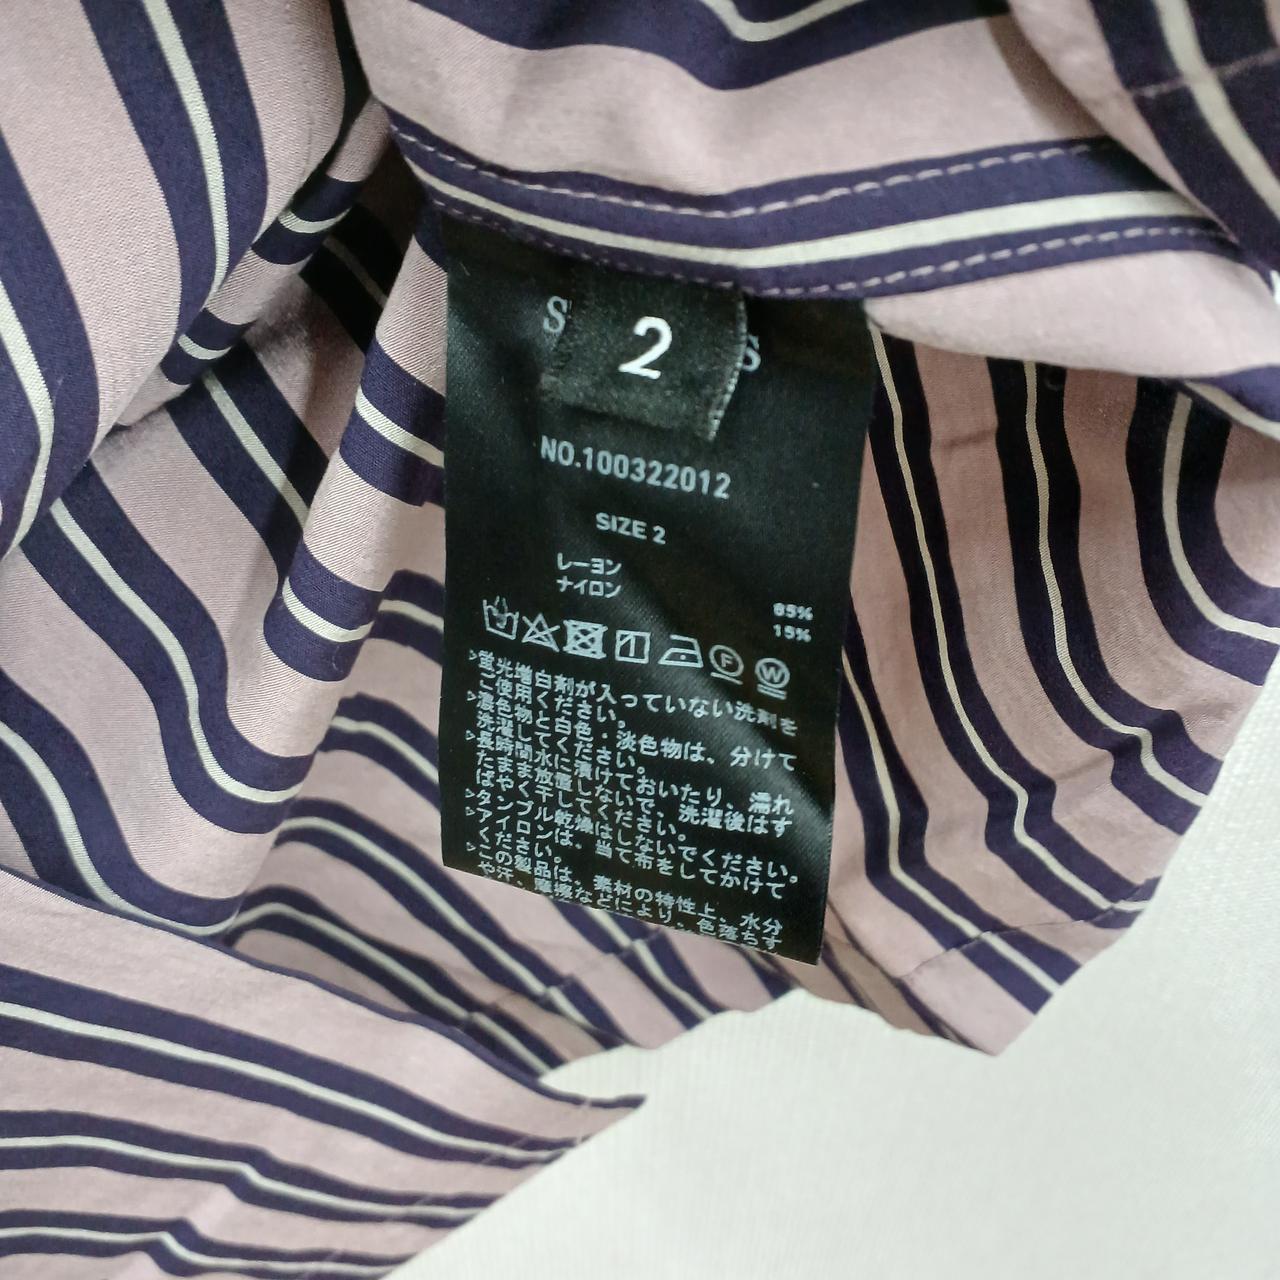 S 2 S
NO.100322012
SIZE 2
レーヨン 85%
ナイロン 15%
F W
>蛍光増白剤が入っていない洗剤を
ご使用ください。
>濃色物と白色・淡色物は、分けて
洗濯してください。
>長時間水に漬けておいたり、濡れ
たまま放置しないで、洗濯後はす
ばやく干してください。
>タンブル乾燥はしないでください。
>アイロンは、当て布をしてかけて
ください。
>この製品は、素材の特性上、水分
や汗、摩擦などにより、色落ちす